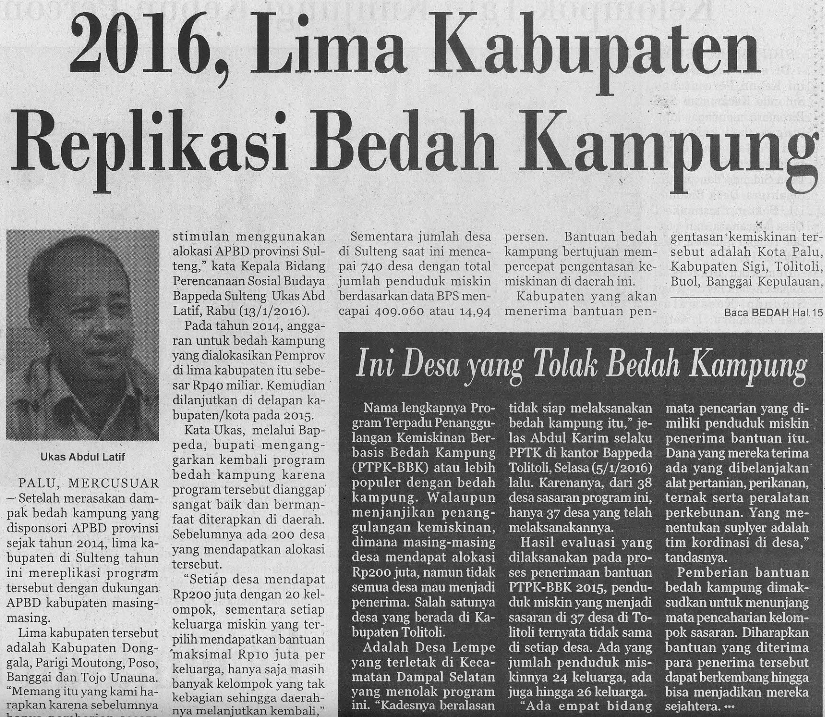 2016, Lima Kabupaten
Replikasi Bedah Kampung
Ukas Abdul Latif
PALU, MERCUSUAR
– Setelah merasakan dam-
pak bedah kampung yang
disponsori APBD provinsi
sejak tahun 2014, lima ka-
bupaten di Sulteng tahun
ini mereplikasi program
tersebut dengan dukungan
APBD kabupaten masing-
masing.
Lima kabupaten tersebut
adalah Kabupaten Dong-
gala, Parigi Moutong, Poso,
Banggai dan Tojo Unauna.
“Memang itu yang kami ha-
rapkan karena sebelumnya
stimulan menggunakan
alokasi APBD provinsi Sul-
teng,” kata Kepala Bidang
Perencanaan Sosial Budaya
Bappeda Sulteng Ukas Abd
Latif, Rabu (13/1/2016).
Pada tahun 2014, angga-
ran untuk bedah kampung
yang dialokasikan Pemprov
di lima kabupaten itu sebe-
sar Rp40 miliar. Kemudian
dilanjutkan di delapan ka-
bupaten/kota pada 2015.
Kata Ukas, melalui Bap-
peda, bupati mengang-
garkan kembali program
bedah kampung karena
program tersebut dianggap
sangat baik dan berman-
faat diterapkan di daerah.
Sebelumnya ada 200 desa
yang mendapatkan alokasi
tersebut.
“Setiap desa mendapat
Rp200 juta dengan 20 kel-
ompok, sementara setiap
keluarga miskin yang ter-
pilih mendapatkan bantuan
maksimal Rp10 juta per
keluarga, hanya saja masih
banyak kelompok yang tak
kebagian sehingga daerah-
nya melanjutkan kembali,”
Sementara jumlah desa
di Sulteng saat ini menca-
pai 740 desa dengan total
jumlah penduduk miskin
berdasarkan data BPS men-
capai 409.060 atau 14,94
persen. Bantuan bedah
kampung bertujuan mem-
percepat pengentasan ke-
miskinan di daerah ini.
Kabupaten yang akan
menerima bantuan pen-
gentasan kemiskinan ter-
sebut adalah Kota Palu,
Kabupaten Sigi, Tolitoli,
Buol, Banggai Kepulauan,
Baca BEDAH Hal.15
Ini Desa yang Tolak Bedah Kampung
Nama lengkapnya Pro-
gram Terpadu Penanggu-
langan Kemiskinan Ber-
basis Bedah Kampung
(PTPK-BBK) atau lebih
populer dengan bedah
kampung. Walaupun
menjanjikan penang-
gulangan kemiskinan,
dimana masing-masing
desa mendapat alokasi
Rp200 juta, namun tidak
semua desa mau menjadi
penerima. Salah satunya
desa yang berada di Ka-
bupaten Tolitoli.
Adalah Desa Lempe
yang terletak di Keca-
matan Dampal Selatan
yang menolak program
ini. “Kadesnya beralasan
tidak siap melaksanakan
bedah kampung itu,” je-
las Abdul Karim selaku
PPTK di kantor Bappeda
Tolitoli, Selasa (5/1/2016)
lalu. Karenanya, dari 38
desa sasaran program ini,
hanya 37 desa yang telah
melaksanakannya.
Hasil evaluasi yang
dilaksanakan pada pro-
ses penerimaan bantuan
PTPK-BBK 2015, pendu-
duk miskin yang menjadi
sasaran di 37 desa di To-
litoli ternyata tidak sama
di setiap desa. Ada yang
jumlah penduduk mis-
kinnya 24 keluarga, ada
juga hingga 26 keluarga.
“Ada empat bidang
mata pencarian yang di-
miliki penduduk miskin
penerima bantuan itu.
Dana yang mereka terima
ada yang dibelanjakan
alat pertanian, perikanan,
ternak serta peralatan
perkebunan. Yang me-
nentukan suplyer adalah
tim kordinasi di desa,”
tandasnya.
Pemberian bantuan
bedah kampung dimak-
sudkan untuk menunjang
mata pencaharian kelom-
pok sasaran. Diharapkan
bantuan yang diterima
para penerima tersebut
dapat berkembang hingga
bisa menjadikan mereka
sejahtera. •••